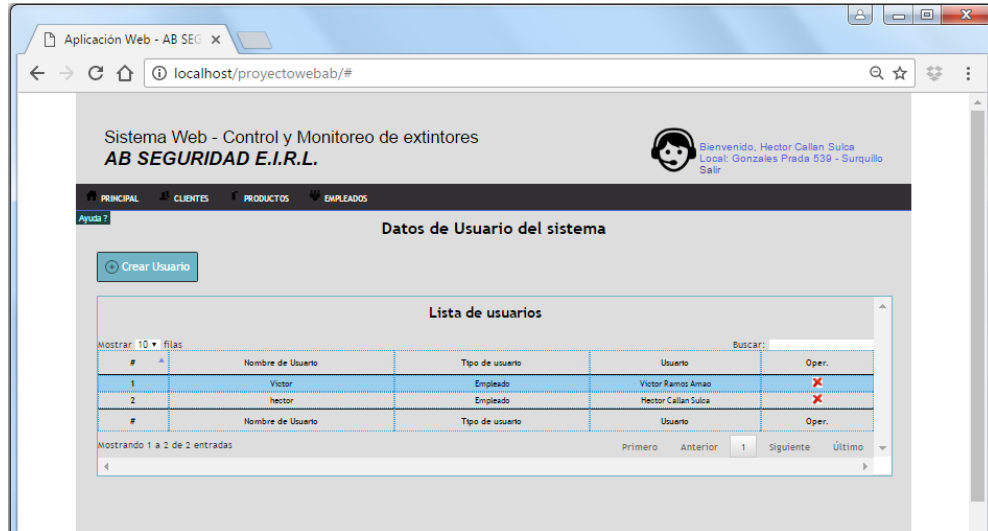 Aplicación Web - AB SEG
localhost/proyectowebab/#
Sistema Web - Control y Monitoreo de extintores
AB SEGURIDAD E.I.R.L.
Bienvenido, Hector Callan Sulca
Local: Gonzales Prada 539 - Surquillo
Salir
PRINCIPAL CLIENTES PRODUCTOS EMPLEADOS
Ayuda ?
Datos de Usuario del sistema
Crear Usuario
Lista de usuarios
Mostrar 10 filas Buscar:
# Nombre de Usuario Tipo de usuario Usuario Oper.
1 Victor Empleado Victor Ramos Amao
2 hector Empleado Hector Callan Sulca
# Nombre de Usuario Tipo de usuario Usuario Oper.
Mostrando 1 a 2 de 2 entradas Primero Anterior 1 Siguiente Último